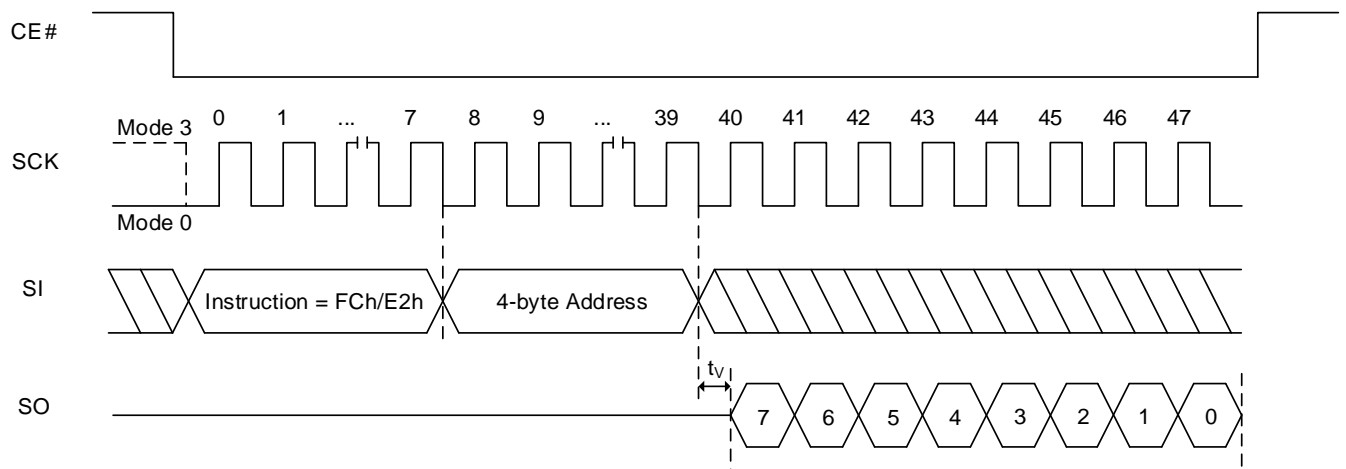 CE#
Mode 3 0 1 ... 7 8 9 ... 39 40 41 42 43 44 45 46 47
SCK
Mode 0
SI Instruction = FCh/E2h 4-byte Address
tV
SO 7 6 5 4 3 2 1 0